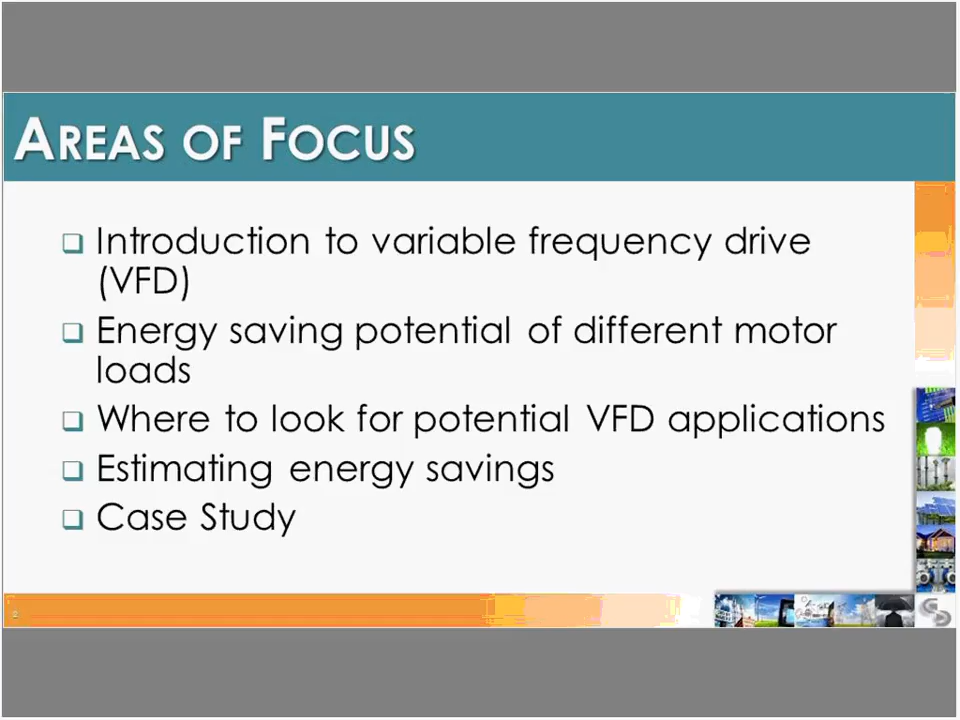 AREAS OF FOCUS
Introduction to variable frequency drive
(VFD)
Energy saving potential of different motor
loads
Where to look for potential VFD applications
Estimating energy savings
Case Study
2